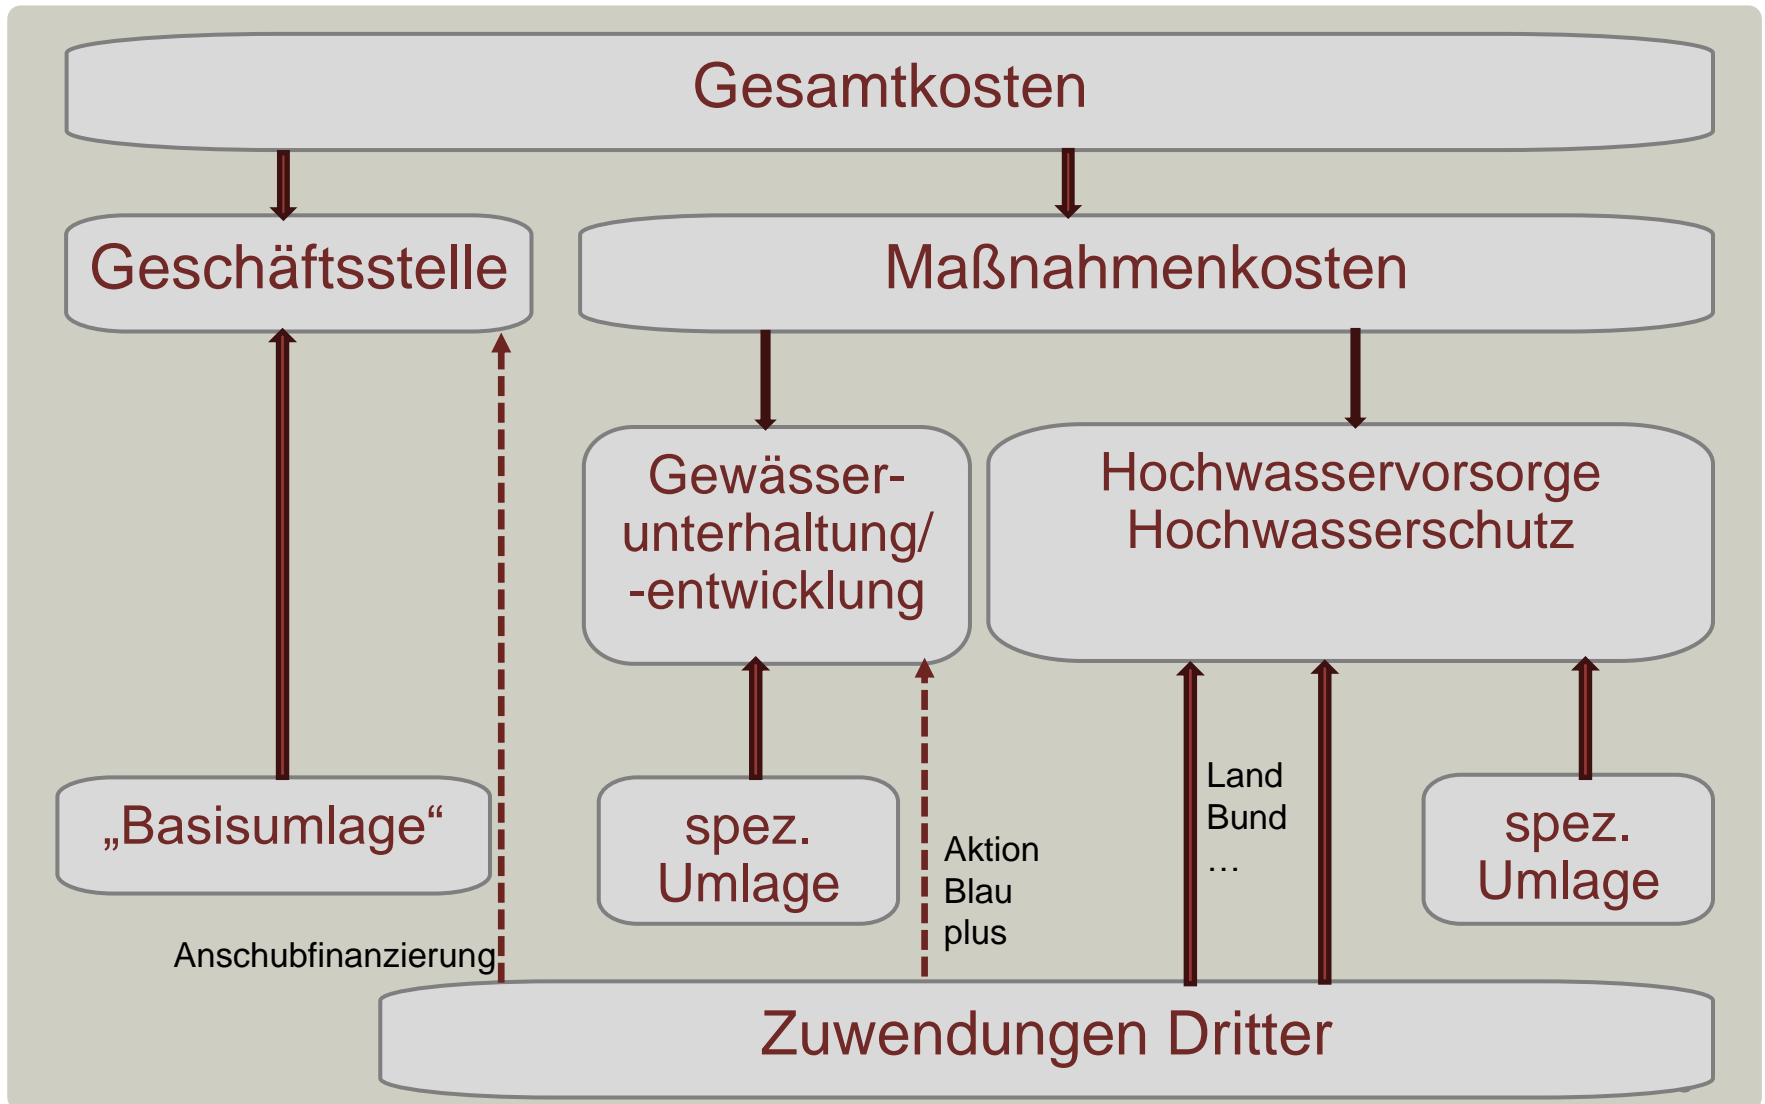 Gesamtkosten
Geschäftsstelle
Maßnahmenkosten
Gewässer-
unterhaltung/
-entwicklung
Hochwasservorsorge
Hochwasserschutz
„Basisumlage“
spez.
Umlage
Aktion
Blau
plus
Land
Bund
…
spez.
Umlage
Anschubfinanzierung
Zuwendungen Dritter